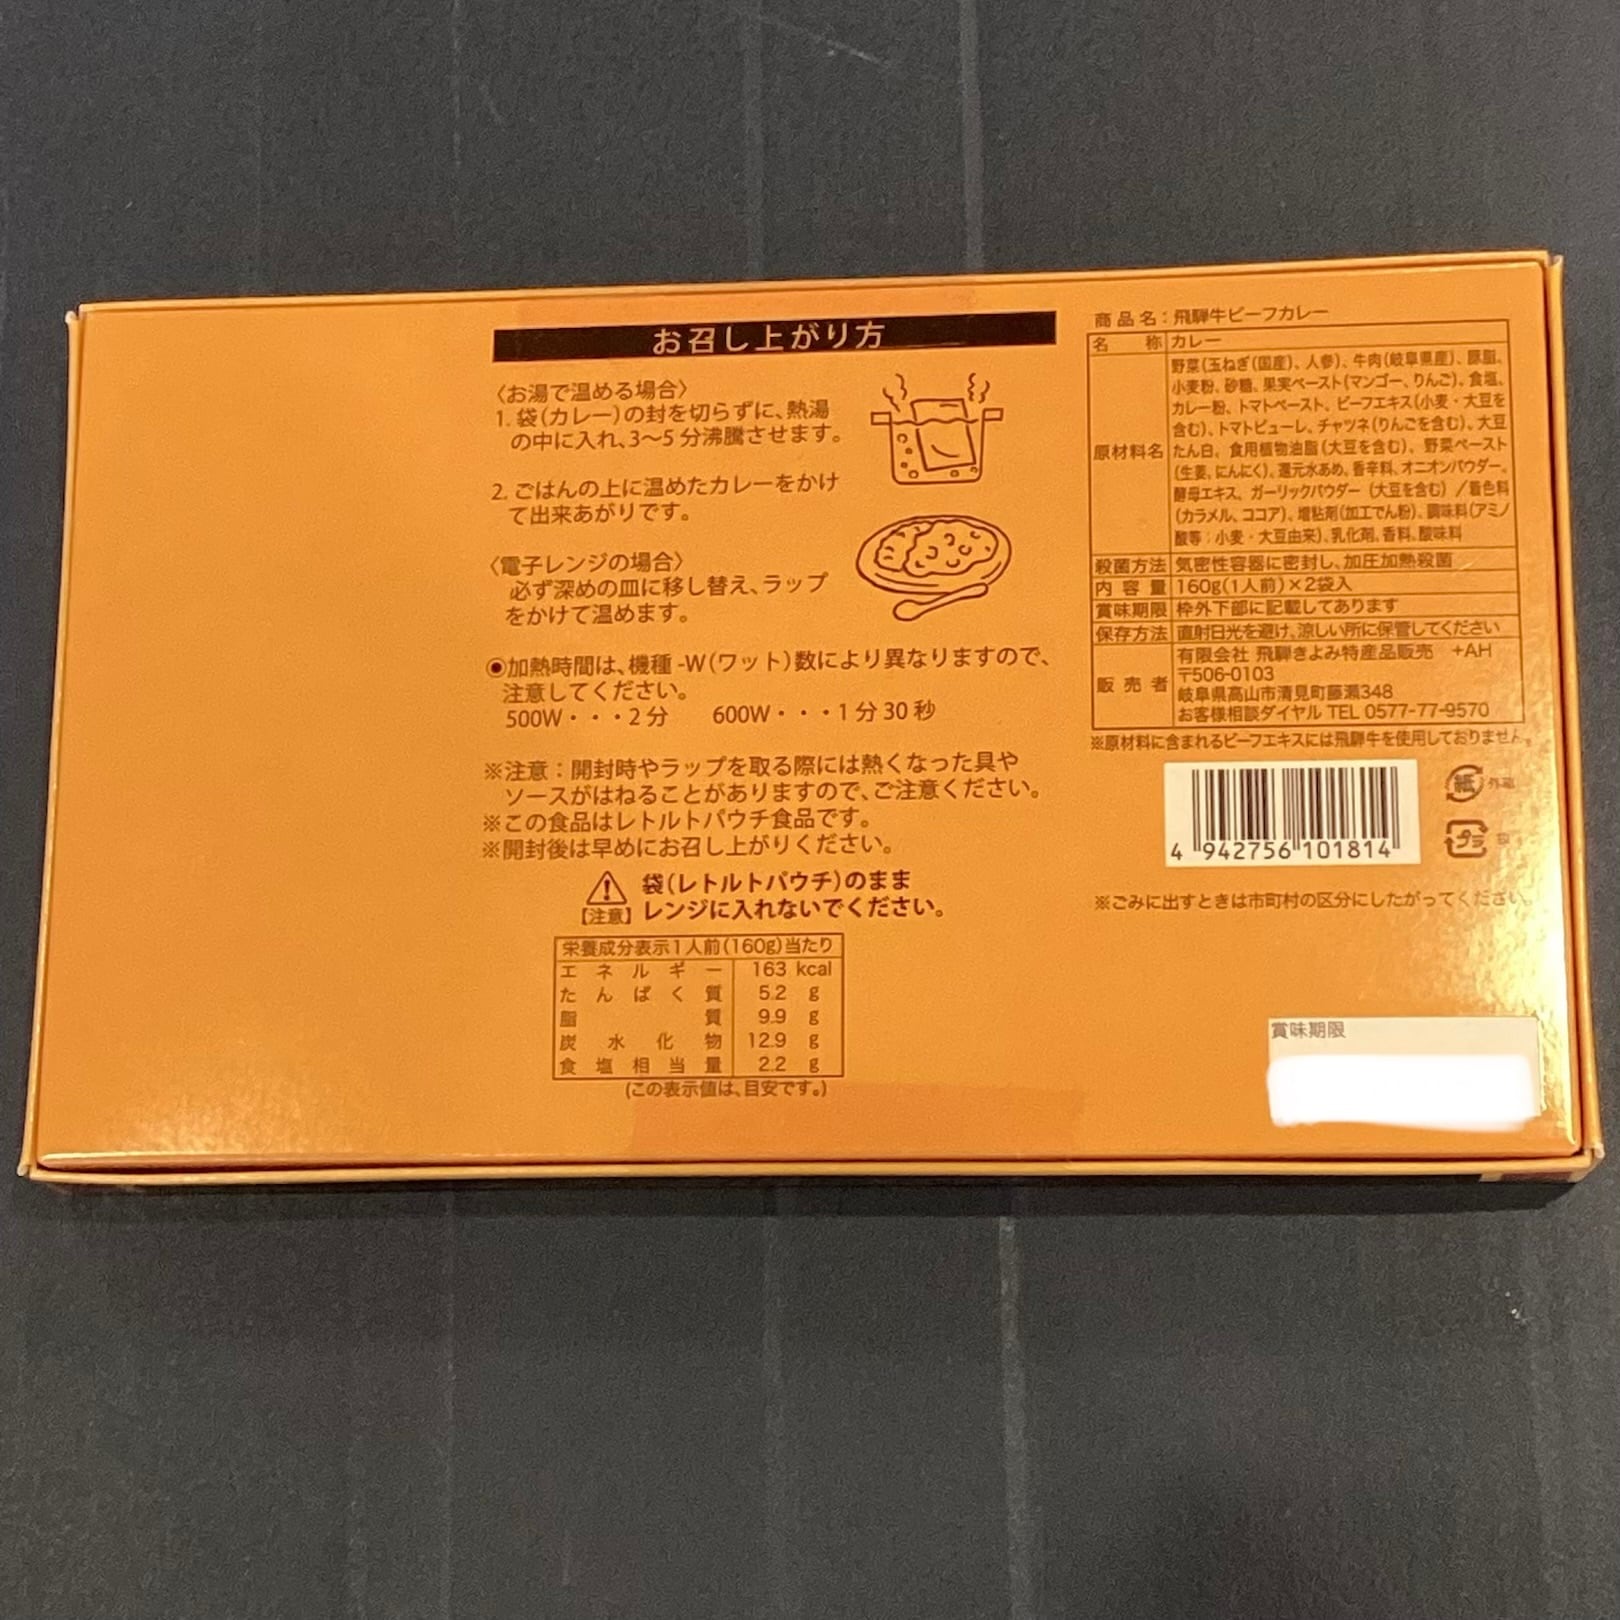 お召し上がり方
〈お湯で温める場合〉
1. 袋(カレー)の封を切らずに、熱湯
の中に入れ、3〜5分沸騰させます。
2. ごはんの上に温めたカレーをかけ
て出来あがりです。
〈電子レンジの場合〉
必ず深めの皿に移し替え、ラップ
をかけて温めます。
◉加熱時間は、機種-W(ワット)数により異なりますので、
注意してください。
500W・・・2分 600W・・・1分30秒
※注意：開封時やラップを取る際には熱くなった具や
ソースがはねることがありますので、ご注意ください。
※この食品はレトルトパウチ食品です。
※開封後は早めにお召し上がりください。
【注意】
袋(レトルトパウチ)のまま
レンジに入れないでください。
栄養成分表示1人前(160g)当たり
エネルギー 163 kcal
たんぱく質 5.2 g
脂質 9.9 g
炭水化物 12.9 g
食塩相当量 2.2 g
(この表示値は、目安です。)
商品名：飛騨牛ビーフカレー
名称 カレー
原材料名
野菜(玉ねぎ(国産)、人参)、牛肉(岐阜県産)、豚脂、
小麦粉、砂糖、果実ペースト(マンゴー、りんご)、食塩、
カレー粉、トマトペースト、ビーフエキス(小麦・大豆を
含む)、トマトピューレ、チャツネ(りんごを含む)、大豆
たん白、食用植物油脂(大豆を含む)、野菜ペースト
(生姜、にんにく)、還元水あめ、香辛料、オニオンパウダー、
酵母エキス、ガーリックパウダー(大豆を含む)／着色料
(カラメル、ココア)、増粘剤(加工でん粉)、調味料(アミノ
酸等：小麦・大豆由来)、乳化剤、香料、酸味料
殺菌方法 気密性容器に密封し、加圧加熱殺菌
内容量 160g(1人前)×2袋入
賞味期限 枠外下部に記載してあります
保存方法 直射日光を避け、涼しい所に保管してください
販売者
有限会社 飛騨きよみ特産品販売 +AH
〒506-0103
岐阜県高山市清見町藤瀬348
お客様相談ダイヤル TEL 0577-77-9570
※原材料に含まれるビーフエキスには飛騨牛を使用しておりません。
4 942756 101814
紙 外箱
プラ
※ごみに出すときは市町村の区分にしたがってください。
賞味期限